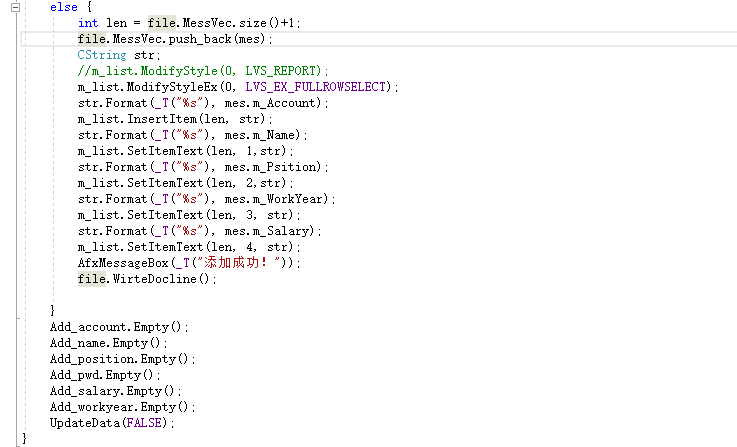 else {
int len = file.MessVec.size()+1;
file.MessVec.push_back(mes);
CString str;
//m_list.ModifyStyle(0, LVS_REPORT);
m_list.ModifyStyleEx(0, LVS_EX_FULLROWSELECT);
str.Format(_T("%s"), mes.m_Account);
m_list.InsertItem(len, str);
str.Format(_T("%s"), mes.m_Name);
m_list.SetItemText(len, 1,str);
str.Format(_T("%s"), mes.m_Psition);
m_list.SetItemText(len, 2,str);
str.Format(_T("%s"), mes.m_WorkYear);
m_list.SetItemText(len, 3, str);
str.Format(_T("%s"), mes.m_Salary);
m_list.SetItemText(len, 4, str);
AfxMessageBox(_T("添加成功！"));
file.WirteDocline();
}
Add_account.Empty();
Add_name.Empty();
Add_position.Empty();
Add_pwd.Empty();
Add_salary.Empty();
Add_workyear.Empty();
UpdateData(FALSE);
}